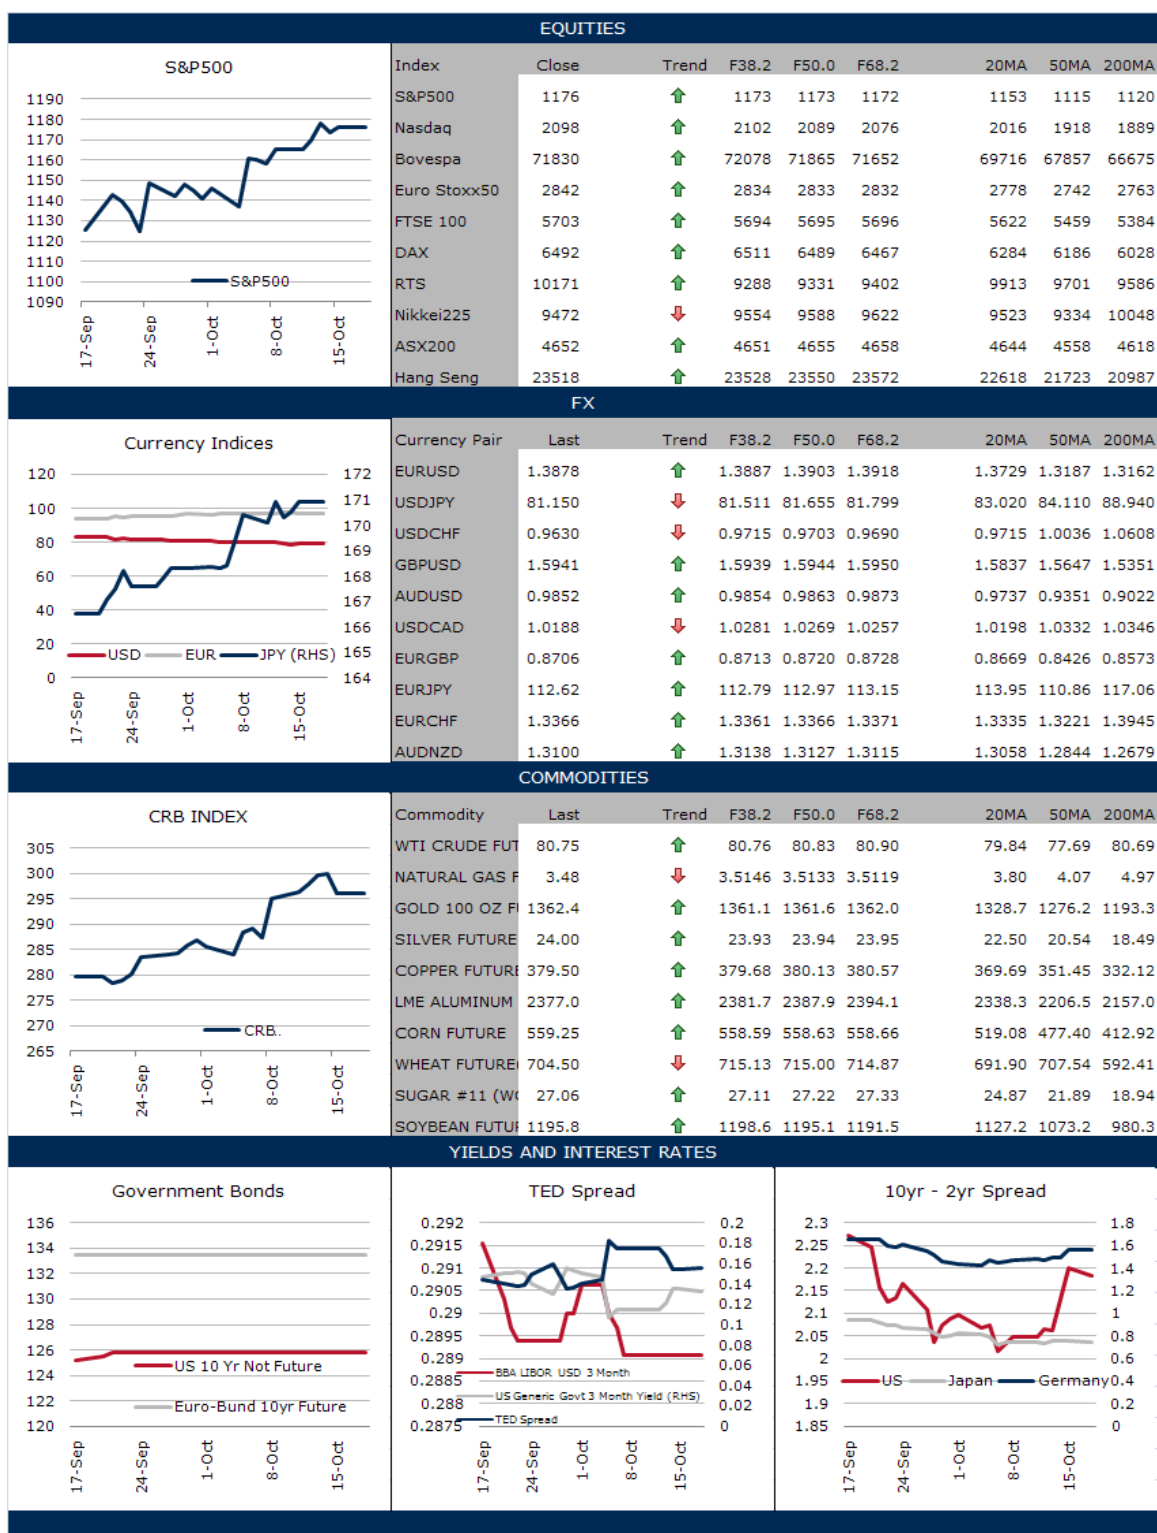 EQUITIES
S&P500
1190
1180
1170
1160
1150
1140
1130
1120
1110
1100
1090
S&P500
17-Sep
24-Sep
1-Oct
8-Oct
15-Oct
Index Close Trend F38.2 F50.0 F68.2 20MA 50MA 200MA
S&P500 1176 1173 1173 1172 1153 1115 1120
Nasdaq 2098 2102 2089 2076 2016 1918 1889
Bovespa 71830 72078 71865 71652 69716 67857 66675
Euro Stoxx50 2842 2834 2833 2832 2778 2742 2763
FTSE 100 5703 5694 5695 5696 5622 5459 5384
DAX 6492 6511 6489 6467 6284 6186 6028
RTS 10171 9288 9331 9402 9913 9701 9586
Nikkei225 9472 9554 9588 9622 9523 9334 10048
ASX200 4652 4651 4655 4658 4644 4558 4618
Hang Seng 23518 23528 23550 23572 22618 21723 20987
FX
Currency Indices
120
100
80
60
40
20
0
172
171
170
169
168
167
166
165
164
USD EUR JPY (RHS)
17-Sep
24-Sep
1-Oct
8-Oct
15-Oct
Currency Pair Last Trend F38.2 F50.0 F68.2 20MA 50MA 200MA
EURUSD 1.3878 1.3887 1.3903 1.3918 1.3729 1.3187 1.3162
USDJPY 81.150 81.511 81.655 81.799 83.020 84.110 88.940
USDCHF 0.9630 0.9715 0.9703 0.9690 0.9715 1.0036 1.0608
GBPUSD 1.5941 1.5939 1.5944 1.5950 1.5837 1.5647 1.5351
AUDUSD 0.9852 0.9854 0.9863 0.9873 0.9737 0.9351 0.9022
USDCAD 1.0188 1.0281 1.0269 1.0257 1.0198 1.0332 1.0346
EURGBP 0.8706 0.8713 0.8720 0.8728 0.8669 0.8426 0.8573
EURJPY 112.62 112.79 112.97 113.15 113.95 110.86 117.06
EURCHF 1.3366 1.3361 1.3366 1.3371 1.3335 1.3221 1.3945
AUDNZD 1.3100 1.3138 1.3127 1.3115 1.3058 1.2844 1.2679
COMMODITIES
CRB INDEX
305
300
295
290
285
280
275
270
265
CRB..
17-Sep
24-Sep
1-Oct
8-Oct
15-Oct
Commodity Last Trend F38.2 F50.0 F68.2 20MA 50MA 200MA
WTI CRUDE FUT 80.75 80.76 80.83 80.90 79.84 77.69 80.69
NATURAL GAS F 3.48 3.5146 3.5133 3.5119 3.80 4.07 4.97
GOLD 100 OZ FU 1362.4 1361.1 1361.6 1362.0 1328.7 1276.2 1193.3
SILVER FUTURE 24.00 23.93 23.94 23.95 22.50 20.54 18.49
COPPER FUTURE 379.50 379.68 380.13 380.57 369.69 351.45 332.12
LME ALUMINUM 2377.0 2381.7 2387.9 2394.1 2338.3 2206.5 2157.0
CORN FUTURE 559.25 558.59 558.63 558.66 519.08 477.40 412.92
WHEAT FUTURE( 704.50 715.13 715.00 714.87 691.90 707.54 592.41
SUGAR #11 (WO 27.06 27.11 27.22 27.33 24.87 21.89 18.94
SOYBEAN FUTUR 1195.8 1198.6 1195.1 1191.5 1127.2 1073.2 980.3
YIELDS AND INTEREST RATES
Government Bonds
136
134
132
130
128
126
124
122
120
US 10 Yr Not Future
Euro-Bund 10yr Future
17-Sep
24-Sep
1-Oct
8-Oct
15-Oct
TED Spread
0.292
0.2915
0.291
0.2905
0.29
0.2895
0.289
0.2885
0.288
0.2875
0.2
0.18
0.16
0.14
0.12
0.1
0.08
0.06
0.04
0.02
0
BBA LIBOR USD 3 Month
US Generic Govt 3 Month Yield (RHS)
TED Spread
17-Sep
24-Sep
1-Oct
8-Oct
15-Oct
10yr - 2yr Spread
2.3
2.25
2.2
2.15
2.1
2.05
2
1.95
1.9
1.85
1.8
1.6
1.4
1.2
1
0.8
0.6
0.4
0.2
0
US Japan Germany
17-Sep
24-Sep
1-Oct
8-Oct
15-Oct